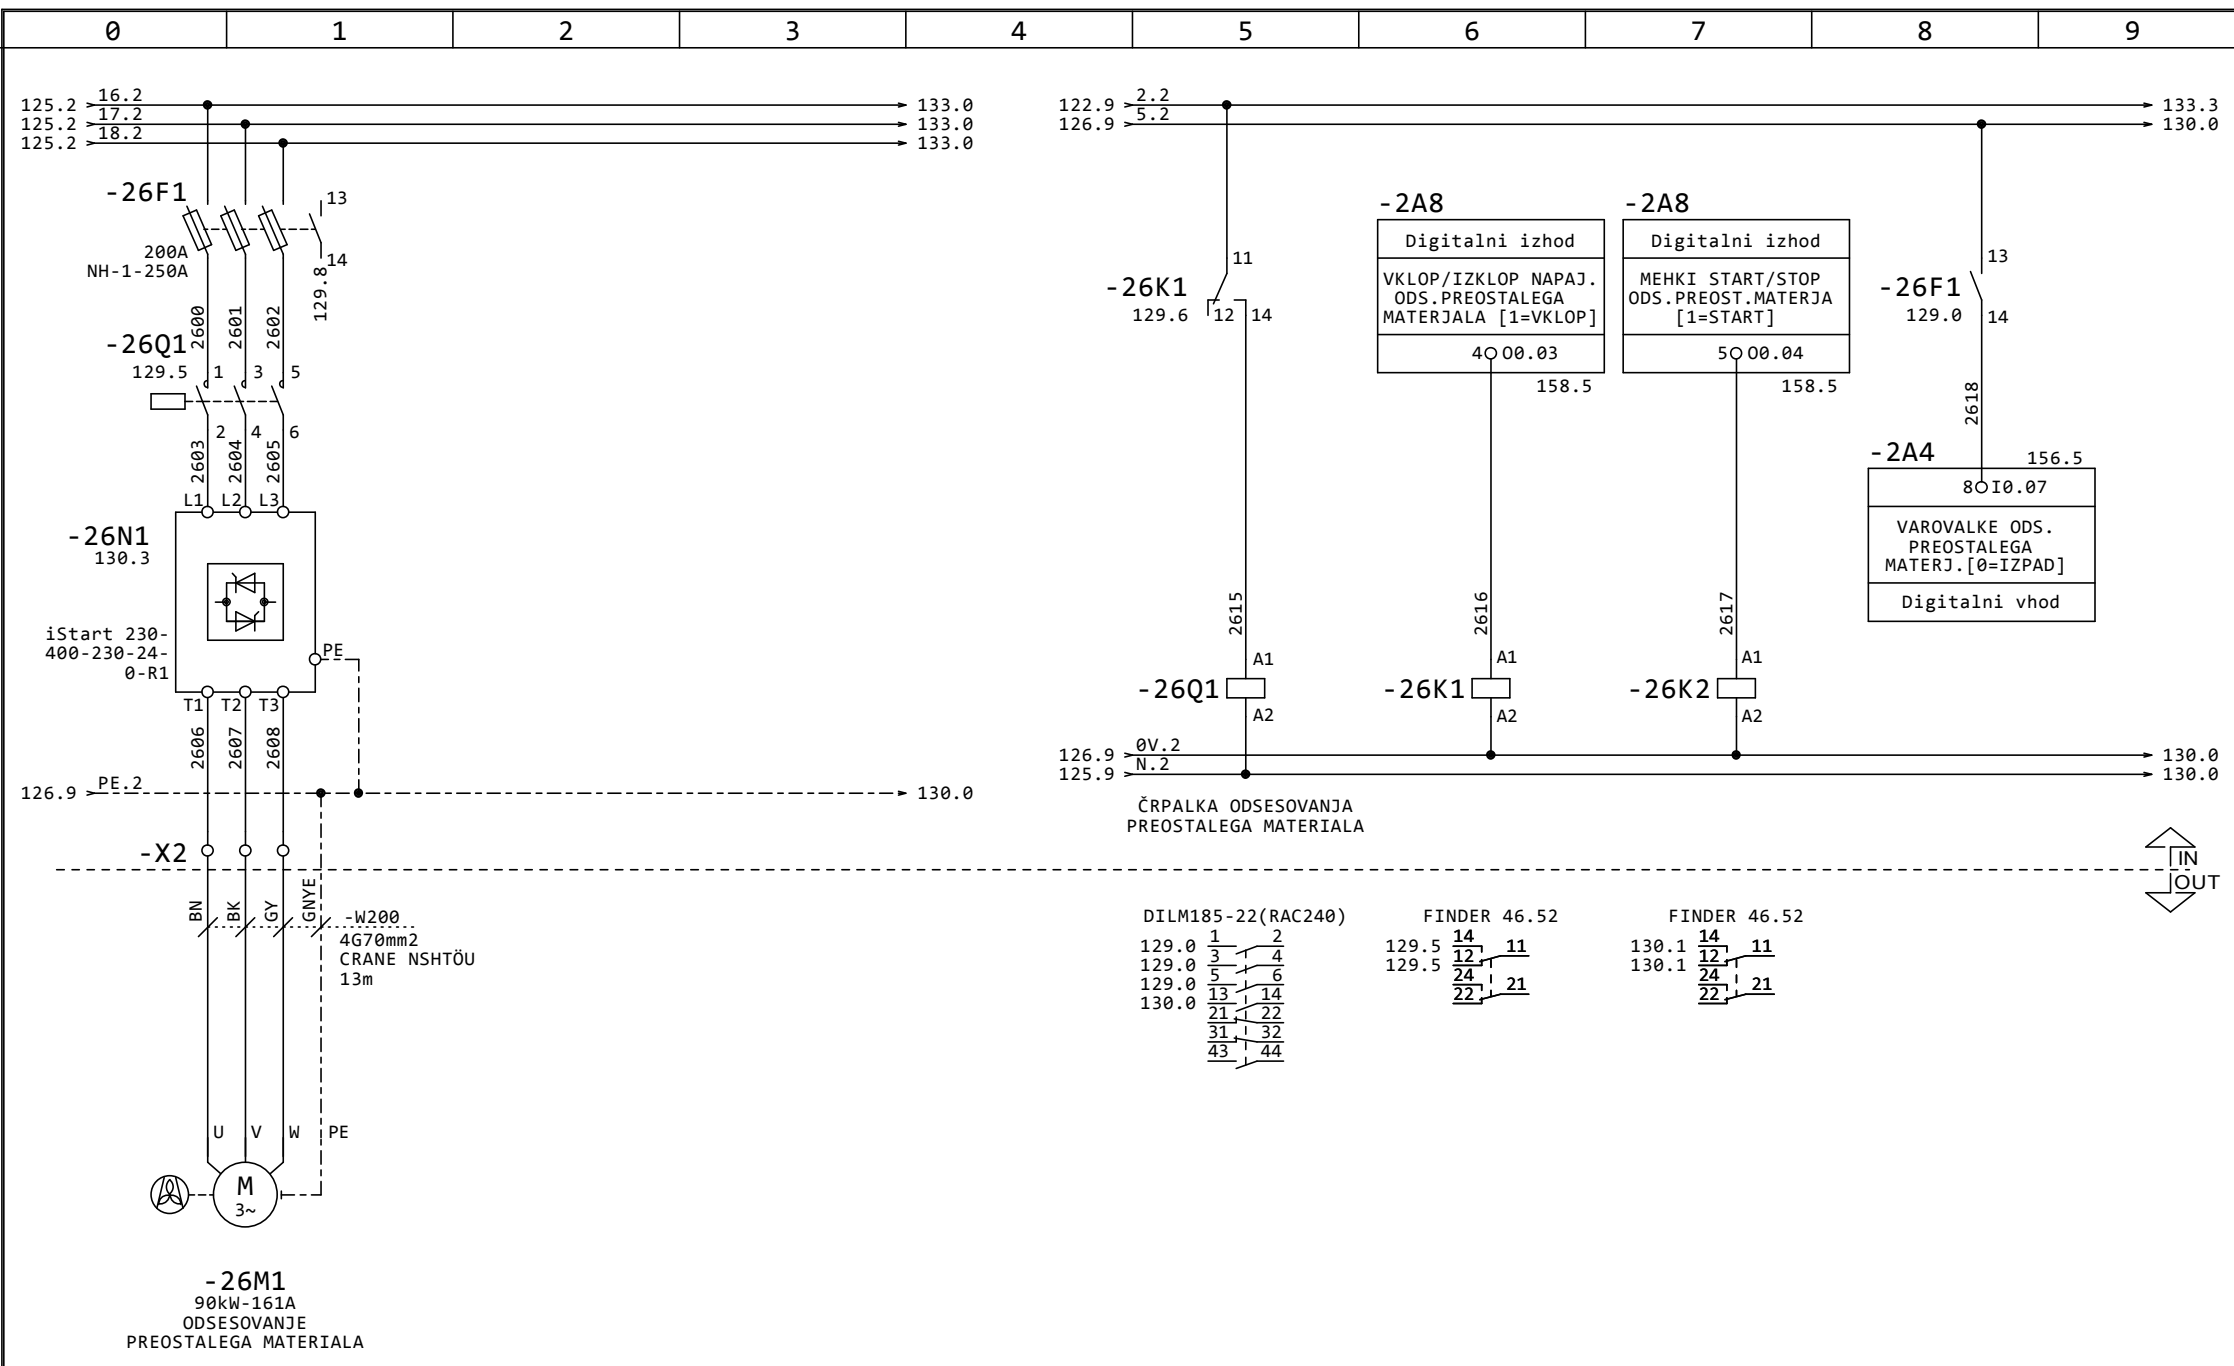 0 1 2 3 4 5 6 7 8 9
125.2 16.2 133.0
125.2 17.2 133.0
125.2 18.2 133.0
122.9 2.2 133.3
126.9 5.2 130.0
-26F1
13
14
200A
NH-1-250A
129.8
2600 2601 2602
-26Q1
129.5
1 3 5
2 4 6
2603 2604 2605
L1 L2 L3
-26N1
130.3
iStart 230-
400-230-24-
0-R1
PE
T1 T2 T3
2606 2607 2608
126.9 PE.2 130.0
-X2
BN BK GY GNYE
-W200
4G70mm2
CRANE NSHTÖU
13m
U V W PE
M
3~
-26M1
90kW-161A
ODSESOVANJE
PREOSTALEGA MATERIALA
-26K1
129.6
11
12 14
2615
A1
-26Q1
A2
-2A8
Digitalni izhod
VKLOP/IZKLOP NAPAJ.
ODS.PREOSTALEGA
MATERJALA [1=VKLOP]
4 O0.03
158.5
2616
A1
-26K1
A2
-2A8
Digitalni izhod
MEHKI START/STOP
ODS.PREOST.MATERJA
[1=START]
5 O0.04
158.5
2617
A1
-26K2
A2
-26F1
129.0
13
14
2618
-2A4
156.5
8 I0.07
VAROVALKE ODS.
PREOSTALEGA
MATERJ.[0=IZPAD]
Digitalni vhod
126.9 0V.2 130.0
125.9 N.2 130.0
ČRPALKA ODSESOVANJA
PREOSTALEGA MATERIALA
IN
OUT
DILM185-22(RAC240)
129.0 1 2
129.0 3 4
129.0 5 6
130.0 13 14
21 22
31 32
43 44
FINDER 46.52
129.5 14 11
129.5 12
24 21
22
FINDER 46.52
130.1 14 11
130.1 12
24 21
22